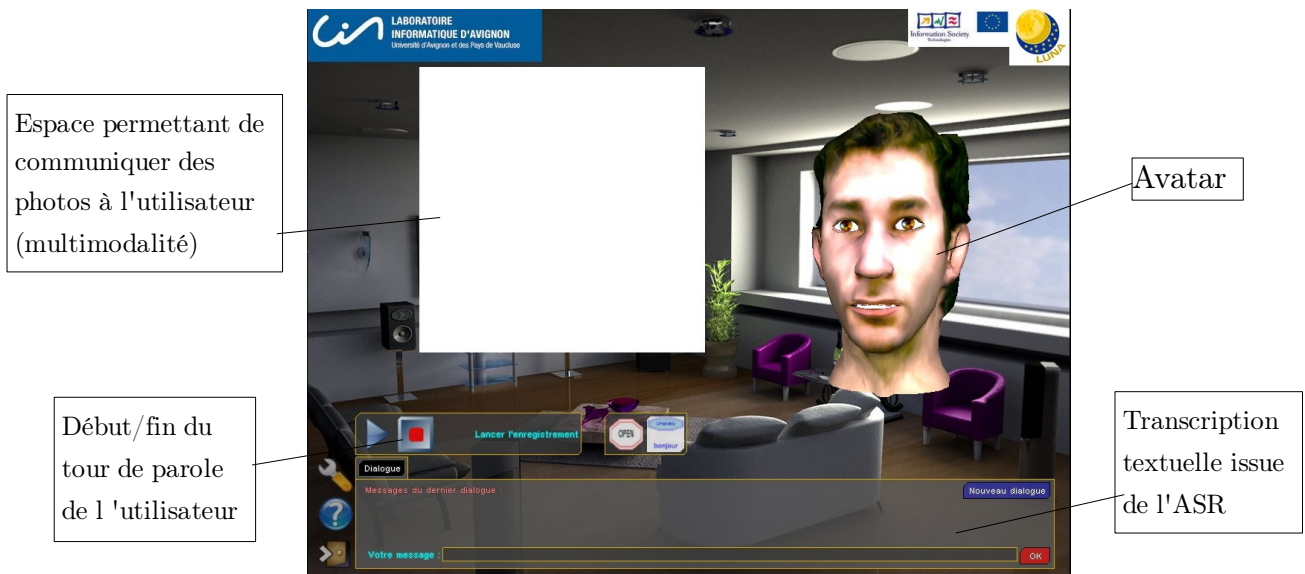 LABORATOIRE
INFORMATIQUE D'AVIGNON
Université d'Avignon et des Pays de Vaucluse
Information Society
Technologies
LUNA
Espace permettant de
communiquer des
photos à l'utilisateur
(multimodalité)
Avatar
Début/fin du
tour de parole
de l 'utilisateur
Lancer l'enregistrement
OPEN
bonjour
Dialogue
Messages du dernier dialogue :
Nouveau dialogue
Votre message :
OK
Transcription
textuelle issue
de l'ASR